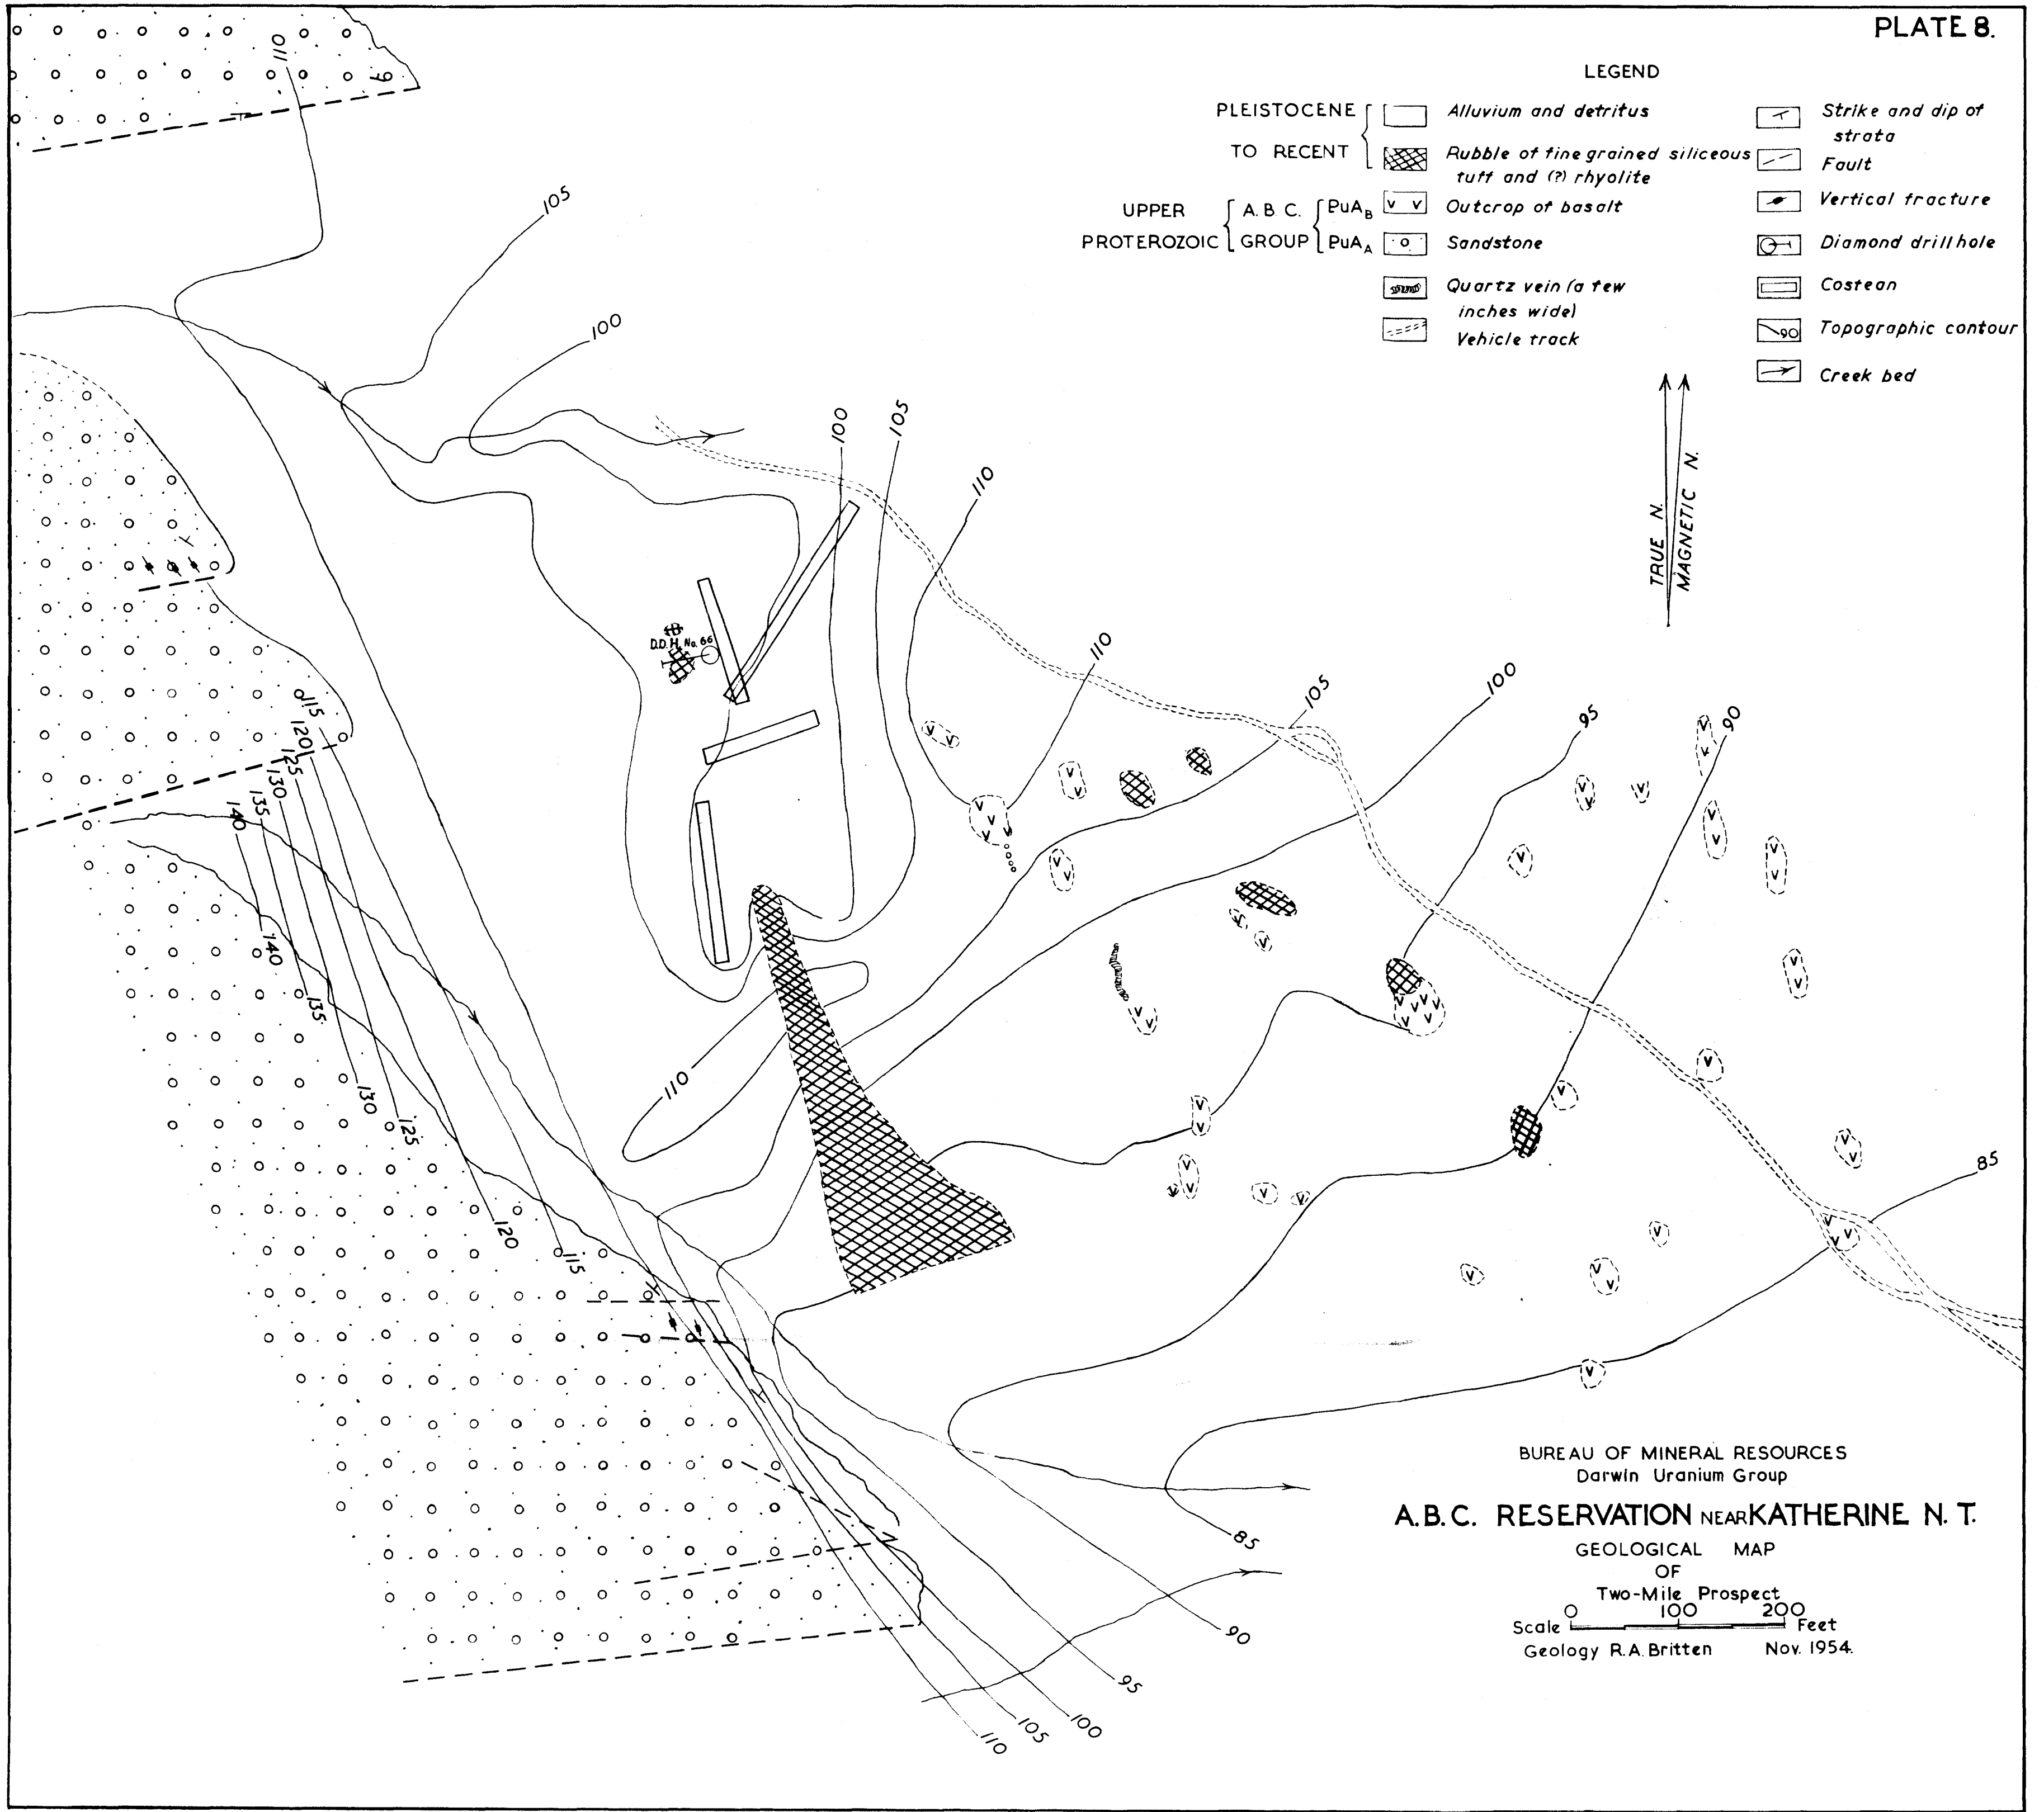 PLATE 8.
LEGEND
PLEISTOCENE
TO RECENT
Alluvium and detritus
Rubble of fine grained siliceous
tuff and (?) rhyolite
UPPER
PROTEROZOIC
A. B. C.
GROUP
PuAB
PuAA
v v
Outcrop of basalt
Sandstone
Quartz vein (a few
inches wide)
Vehicle track
Strike and dip of
strata
Fault
Vertical fracture
Diamond drill hole
Costean
90
Topographic contour
Creek bed
TRUE N.
MAGNETIC N.
110
9
105
100
100
105
110
110
105
100
95
90
85
D.D.H. No. 66
115
120
125
130
135
140
140
135
130
125
120
115
110
85
90
95
100
105
110
BUREAU OF MINERAL RESOURCES
Darwin Uranium Group
A.B.C. RESERVATION NEAR KATHERINE N. T.
GEOLOGICAL MAP
OF
Two-Mile Prospect
0 100 200
Scale Feet
Geology R.A. Britten Nov. 1954.